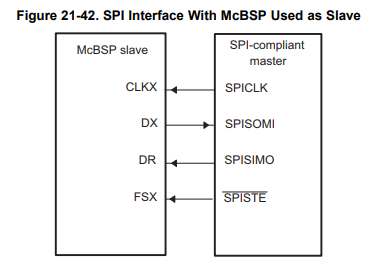 Figure 21-42. SPI Interface With McBSP Used as Slave
McBSP slave
SPI-compliant
master
CLKX
SPICLK
DX
SPISOMI
DR
SPISIMO
FSX
SPISTE